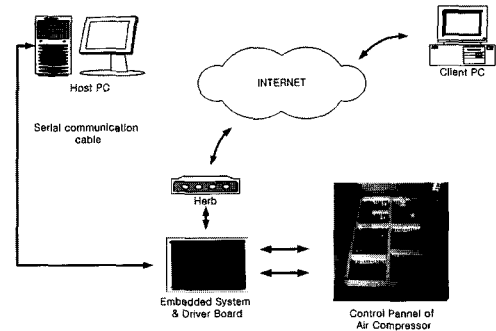 Host PC
INTERNET
Client PC
Serial communication
cable
Herb
Embedded System
& Driver Board
Control Pannel of
Air Compressor